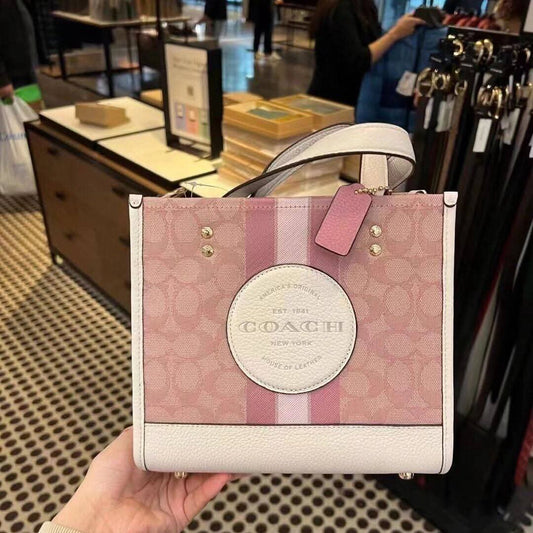 AMERICA'S ORIGINAL
EST. 1941
COACH
NEW YORK
HOUSE OF LEATHER